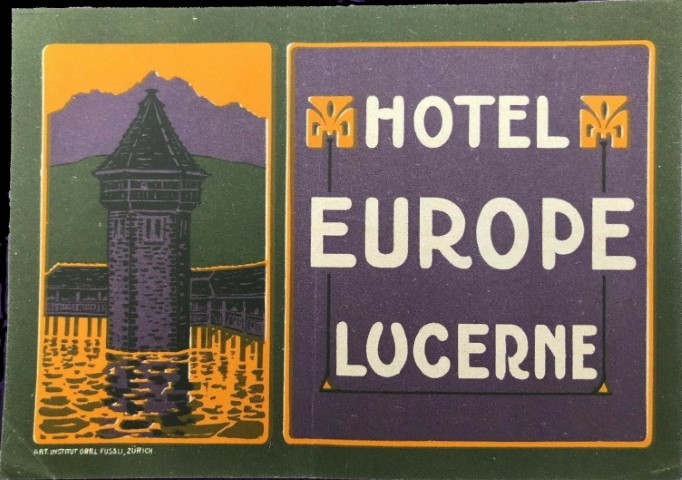 HOTEL
EUROPE
LUCERNE
ART. INSTITUT ORELL FÜSSLI, ZÜRICH